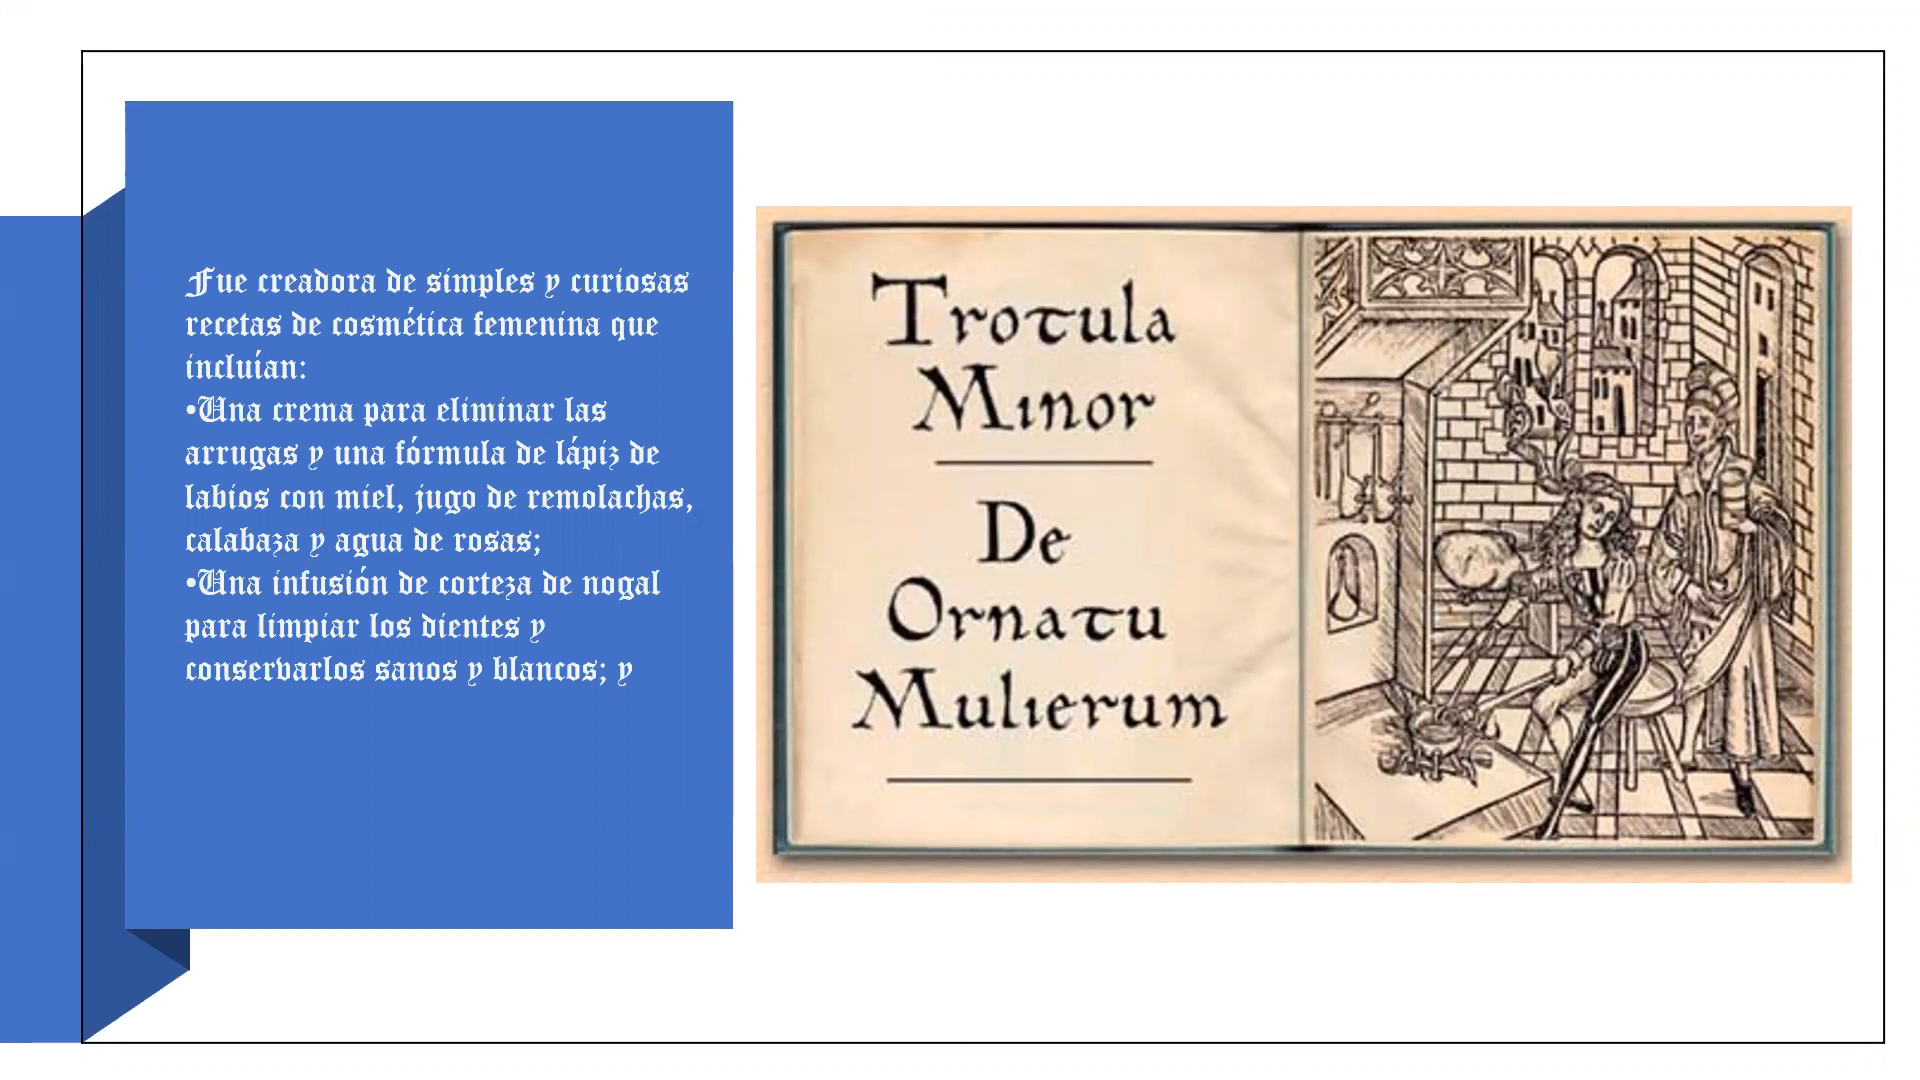 Fue creadora de simples y curiosas
recetas de cosmética femenina que
incluían:
•Una crema para eliminar las
arrugas y una fórmula de lápiz de
labios con miel, jugo de remolachas,
calabaza y agua de rosas;
•Una infusión de corteza de nogal
para limpiar los dientes y
conservarlos sanos y blancos; y
Trotula
Minor
De
Ornatu
Mulierum